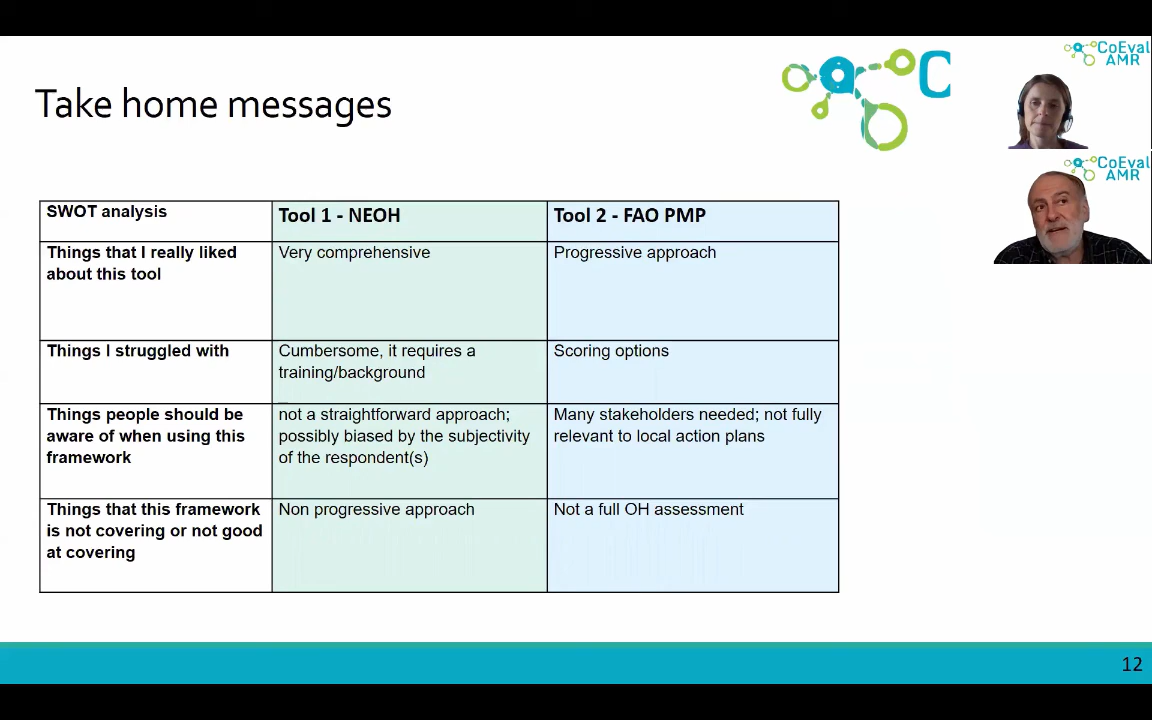 CoEval
AMR
Take home messages
C
CoEval
AMR
SWOT analysis
Tool 1 - NEOH
Tool 2 - FAO PMP
Things that I really liked
about this tool
Very comprehensive
Progressive approach
Things I struggled with
Cumbersome, it requires a
training/background
Scoring options
Things people should be
aware of when using this
framework
not a straightforward approach;
possibly biased by the subjectivity
of the respondent(s)
Many stakeholders needed; not fully
relevant to local action plans
Things that this framework
is not covering or not good
at covering
Non progressive approach
Not a full OH assessment
12